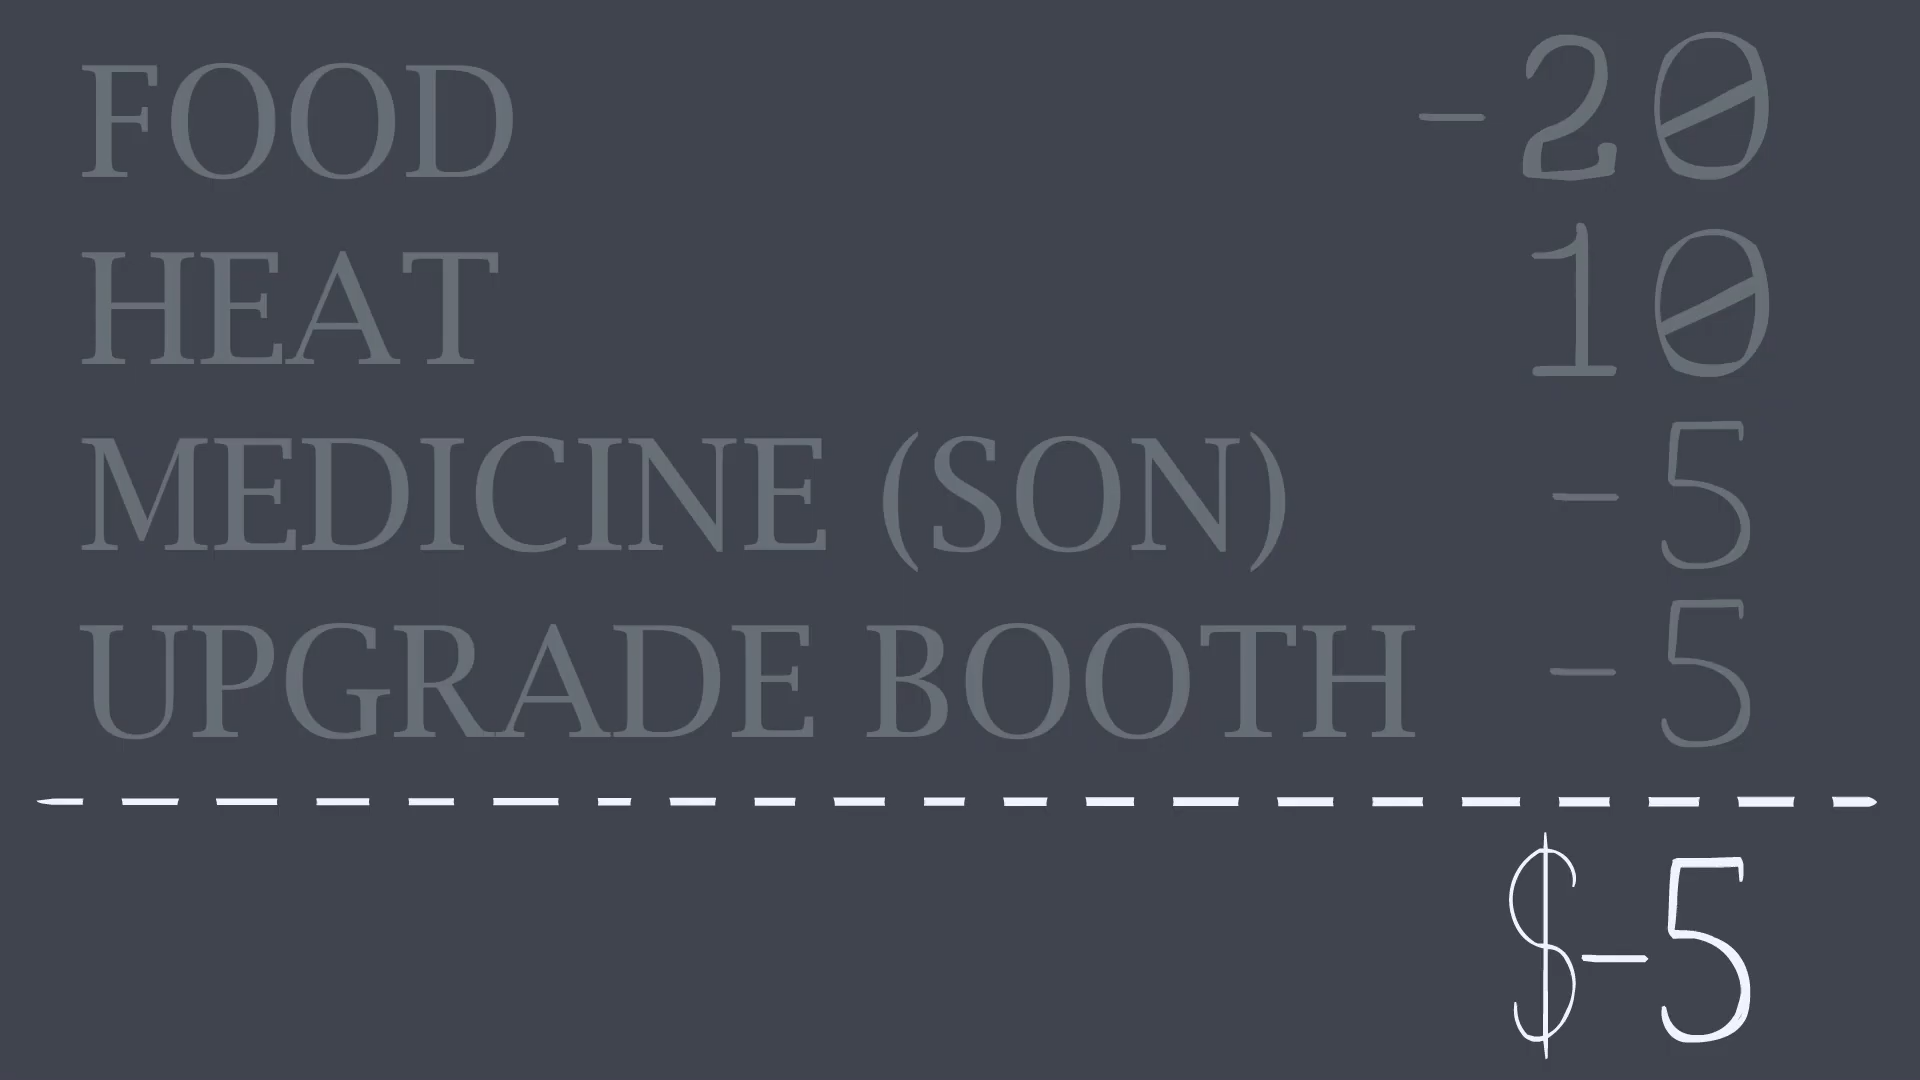 FOOD -20
HEAT 10
MEDICINE (SON) -5
UPGRADE BOOTH -5
$-5